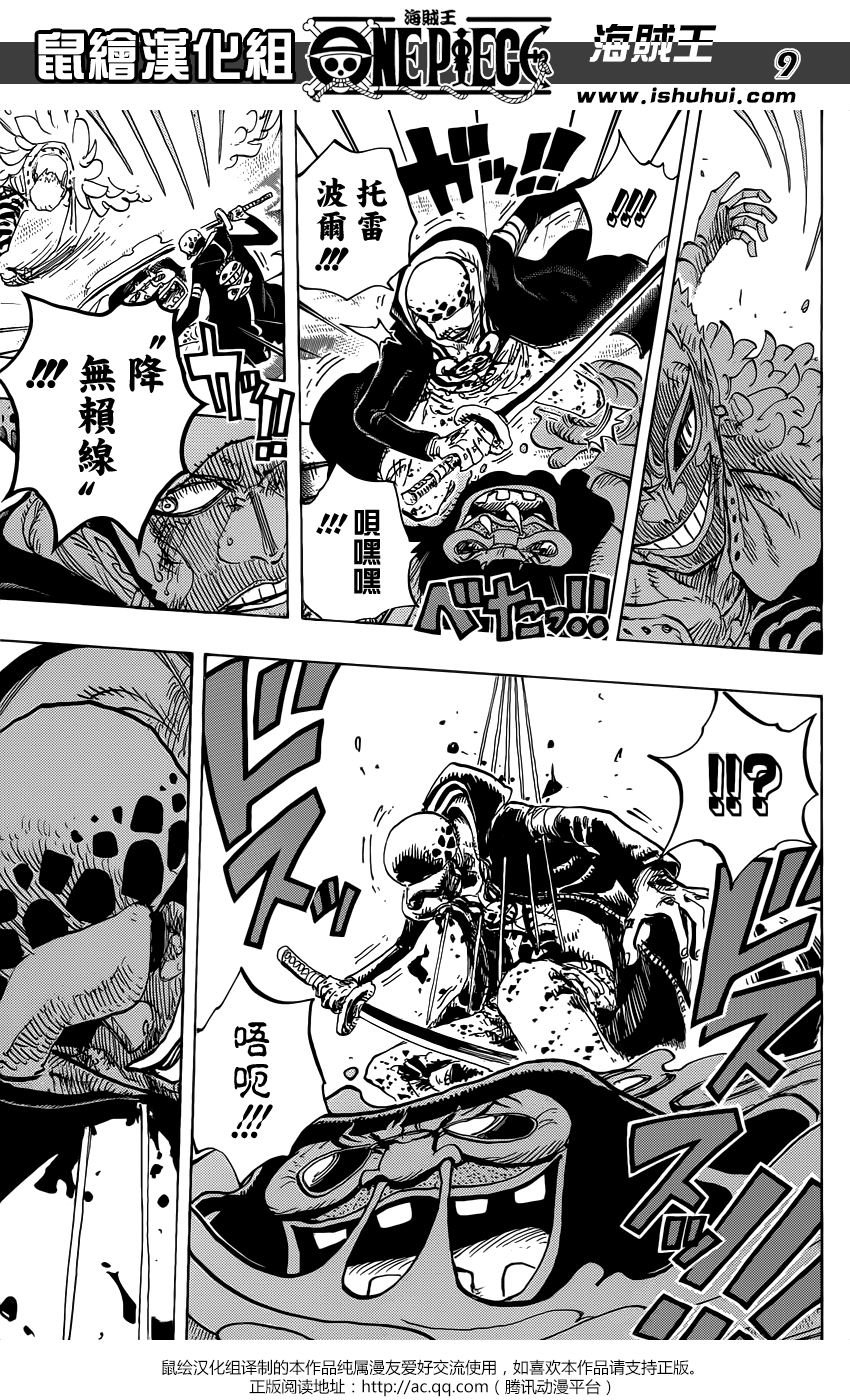 鼠繪漢化組
海賊王
ONE PIECE
海賊王
9
www.ishuhui.com
!!!
ガッ!!
托雷
波爾
!!!
唄嘿嘿
!!!
べたっ!!
ガッ!!
“降
無賴線”
!!!
!!?
ドドズッ
ドスズッ!!!
唔
呃
!!!
鼠绘汉化组译制的本作品纯属漫友爱好交流使用，如喜欢本作品请支持正版。
正版阅读地址：http://ac.qq.com（腾讯动漫平台）